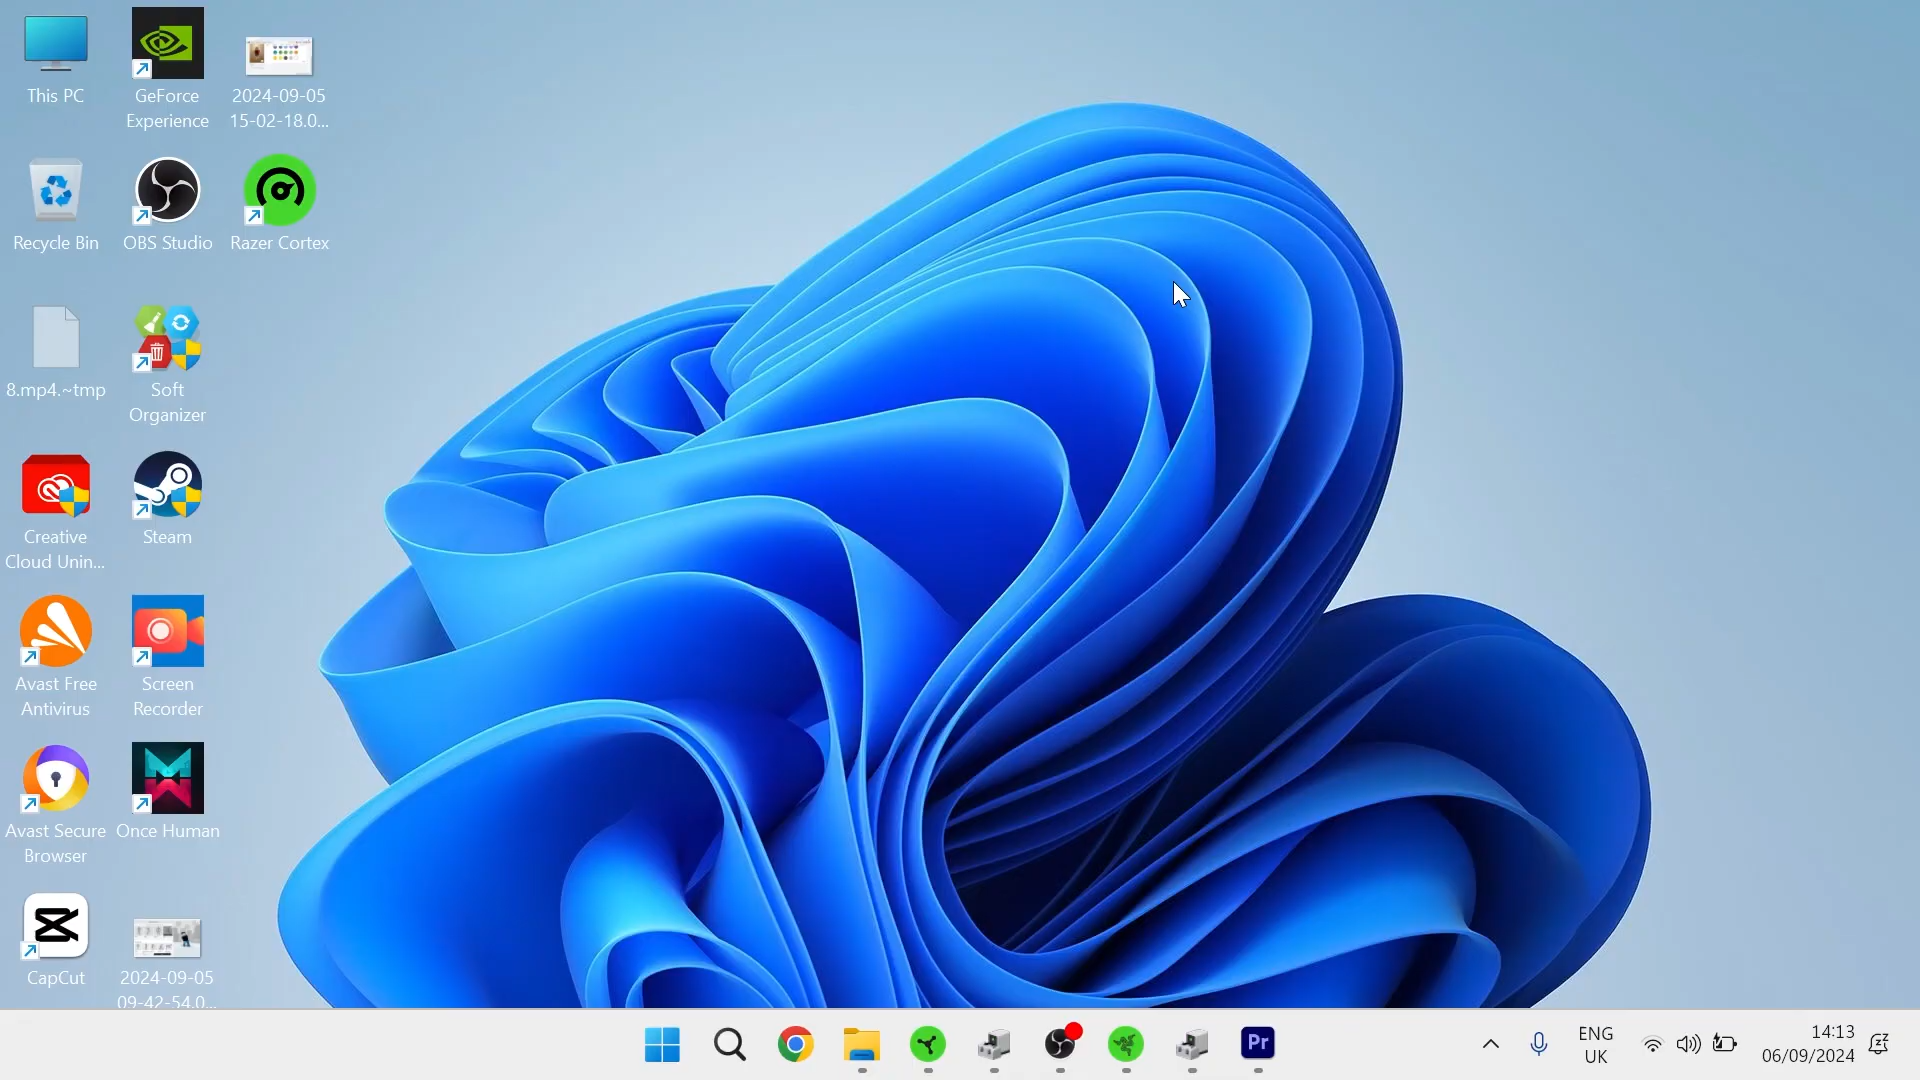 This PC
GeForce
Experience
2024-09-05
15-02-18.0...
Recycle Bin
OBS Studio
Razer Cortex
8.mp4.~tmp
Soft
Organizer
Creative
Cloud Unin...
Steam
Avast Free
Antivirus
Screen
Recorder
Avast Secure
Browser
Once Human
CapCut
2024-09-05
09-42-54.0...
Pr
ENG
UK
14:13
06/09/2024